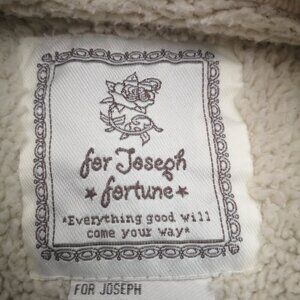 for Joseph
★ fortune ★
*Everything good will
come your way*
FOR JOSEPH